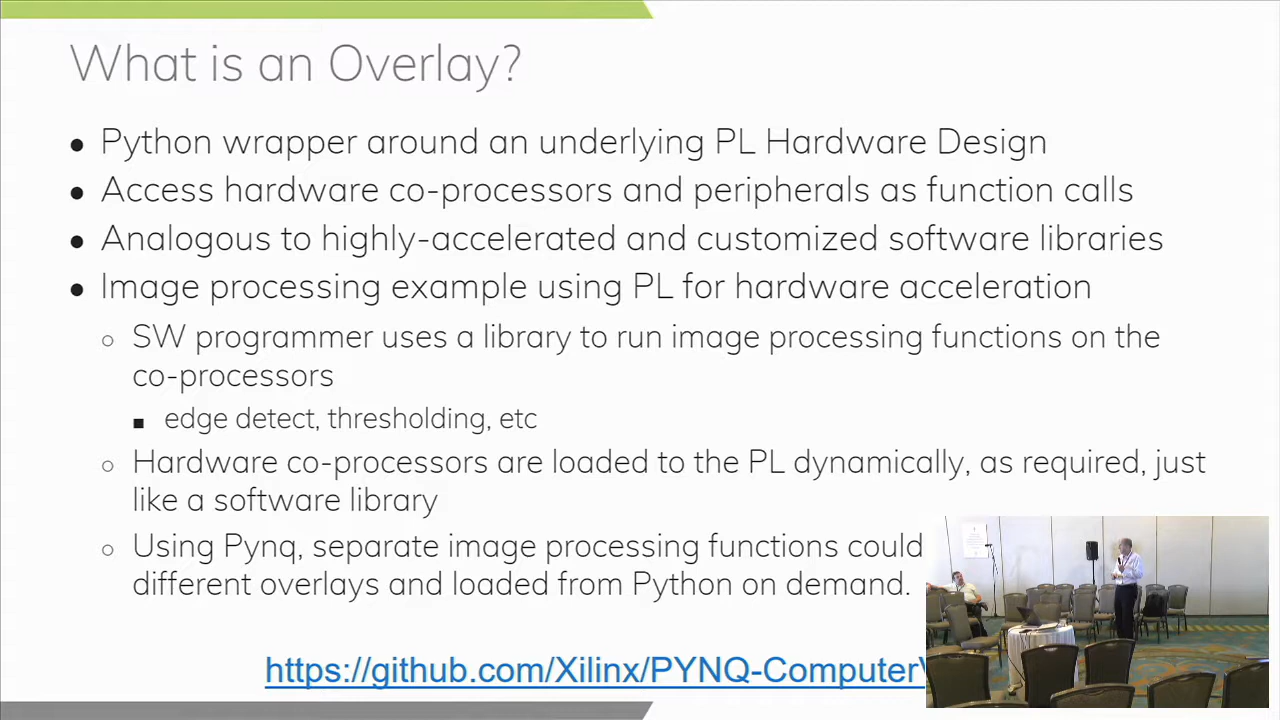 What is an Overlay?
● Python wrapper around an underlying PL Hardware Design
● Access hardware co-processors and peripherals as function calls
● Analogous to highly-accelerated and customized software libraries
● Image processing example using PL for hardware acceleration
○ SW programmer uses a library to run image processing functions on the
co-processors
■ edge detect, thresholding, etc
○ Hardware co-processors are loaded to the PL dynamically, as required, just
like a software library
○ Using Pynq, separate image processing functions could
different overlays and loaded from Python on demand.
https://github.com/Xilinx/PYNQ-Computer